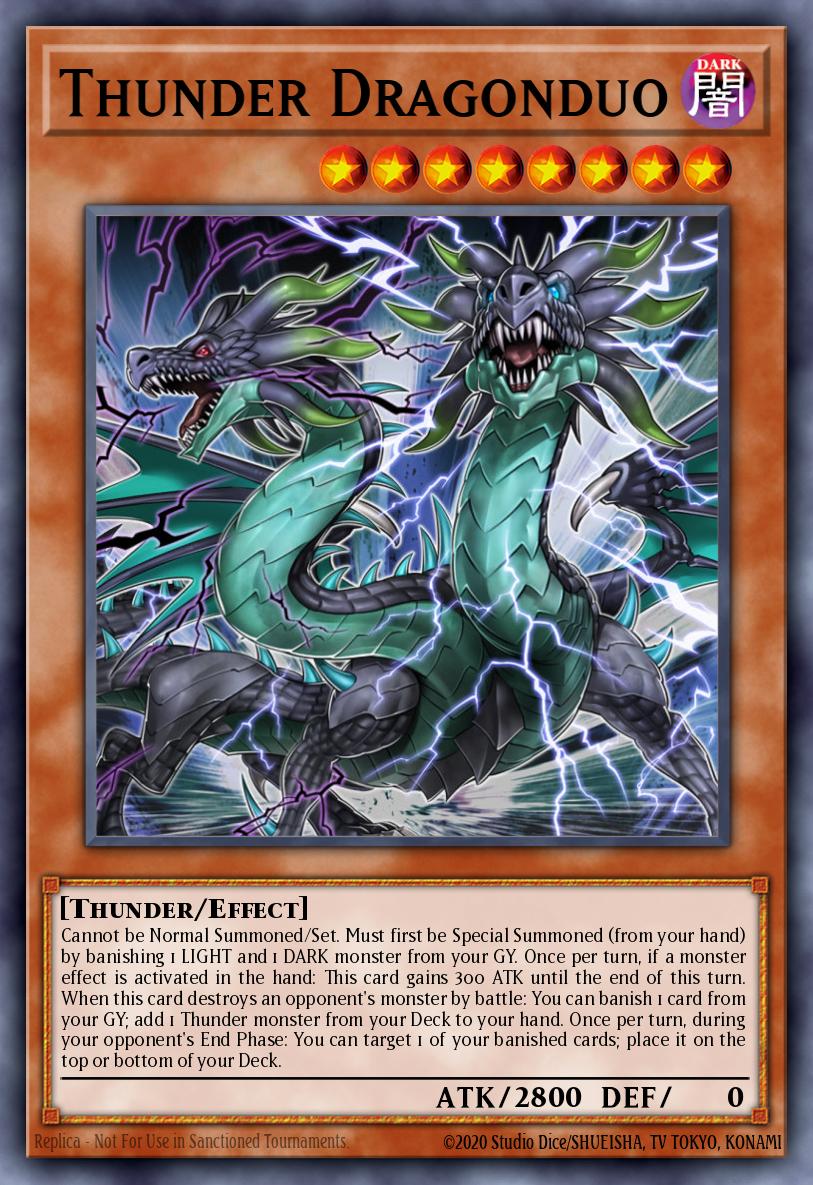 Thunder Dragonduo
DARK
闇
[Thunder/Effect]
Cannot be Normal Summoned/Set. Must first be Special Summoned (from your hand)
by banishing 1 LIGHT and 1 DARK monster from your GY. Once per turn, if a monster
effect is activated in the hand: This card gains 300 ATK until the end of this turn.
When this card destroys an opponent's monster by battle: You can banish 1 card from
your GY; add 1 Thunder monster from your Deck to your hand. Once per turn, during
your opponent's End Phase: You can target 1 of your banished cards; place it on the
top or bottom of your Deck.
ATK/2800 DEF/ 0
Replica - Not For Use in Sanctioned Tournaments.
©2020 Studio Dice/SHUEISHA, TV TOKYO, KONAMI